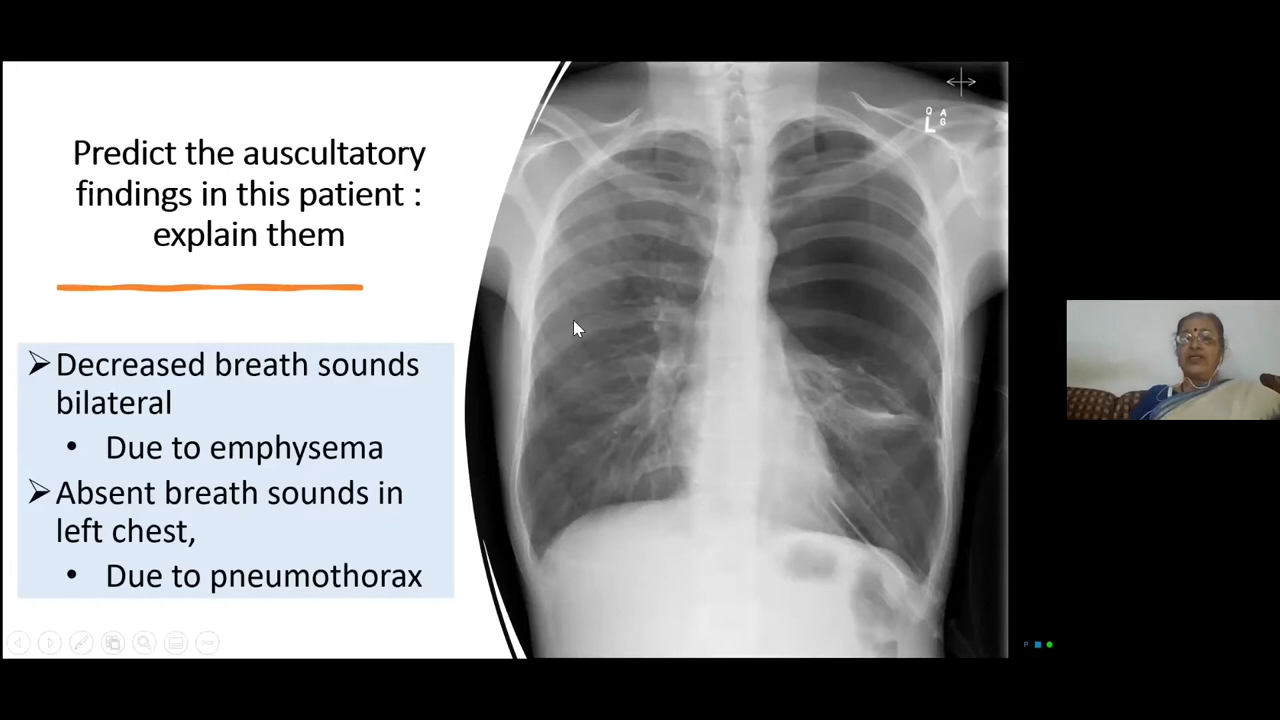 Predict the auscultatory
findings in this patient :
explain them
➢Decreased breath sounds
bilateral
• Due to emphysema
➢Absent breath sounds in
left chest,
• Due to pneumothorax
Q A
L G
P